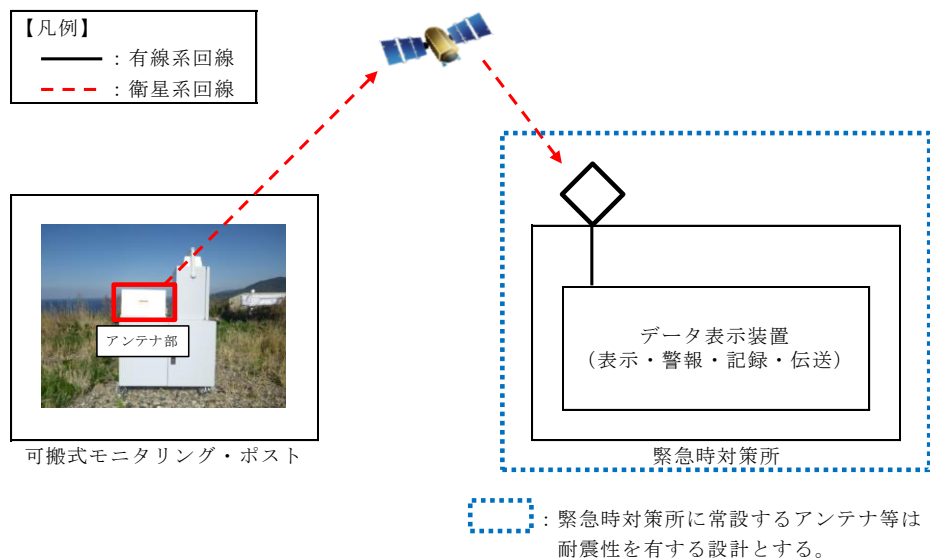 【凡例】
：有線系回線
：衛星系回線
アンテナ部
データ表示装置
（表示・警報・記録・伝送）
可搬式モニタリング・ポスト
緊急時対策所
：緊急時対策所に常設するアンテナ等は
耐震性を有する設計とする。